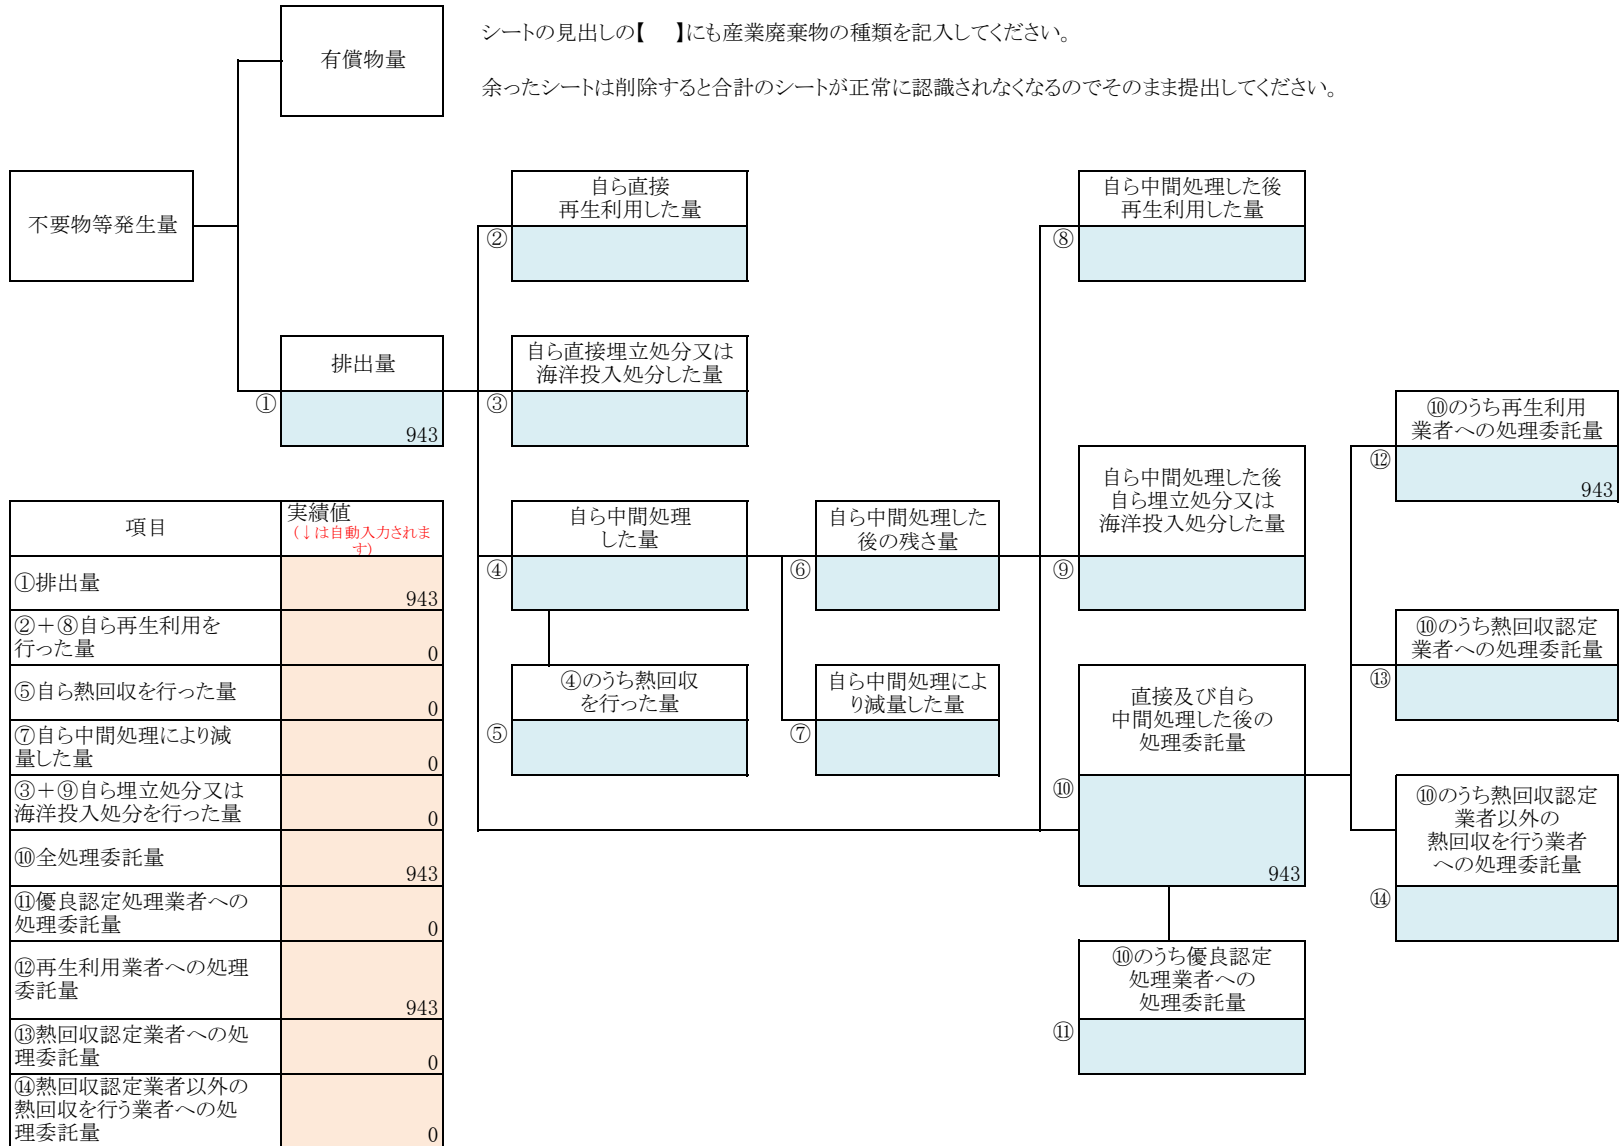 シートの見出しの【　】にも産業廃棄物の種類を記入してください。
余ったシートは削除すると合計のシートが正常に認識されなくなるのでそのまま提出してください。
有償物量
不要物等発生量
排出量
①
943
自ら直接
再生利用した量
②
自ら直接埋立処分又は
海洋投入処分した量
③
自ら中間処理
した量
④
④のうち熱回収
を行った量
⑤
自ら中間処理した
後の残さ量
⑥
自ら中間処理によ
り減量した量
⑦
自ら中間処理した後
再生利用した量
⑧
自ら中間処理した後
自ら埋立処分又は
海洋投入処分した量
⑨
直接及び自ら
中間処理した後の
処理委託量
⑩
943
⑩のうち優良認定
処理業者への
処理委託量
⑪
⑩のうち再生利用
業者への処理委託量
⑫
943
⑩のうち熱回収認定
業者への処理委託量
⑬
⑩のうち熱回収認定
業者以外の
熱回収を行う業者
への処理委託量
⑭
項目
実績値
（↓は自動入力されま
す）
①排出量
943
②＋⑧自ら再生利用を
行った量
0
⑤自ら熱回収を行った量
0
⑦自ら中間処理により減
量した量
0
③＋⑨自ら埋立処分又は
海洋投入処分を行った量
0
⑩全処理委託量
943
⑪優良認定処理業者への
処理委託量
0
⑫再生利用業者への処理
委託量
943
⑬熱回収認定業者への処
理委託量
0
⑭熱回収認定業者以外の
熱回収を行う業者への処
理委託量
0